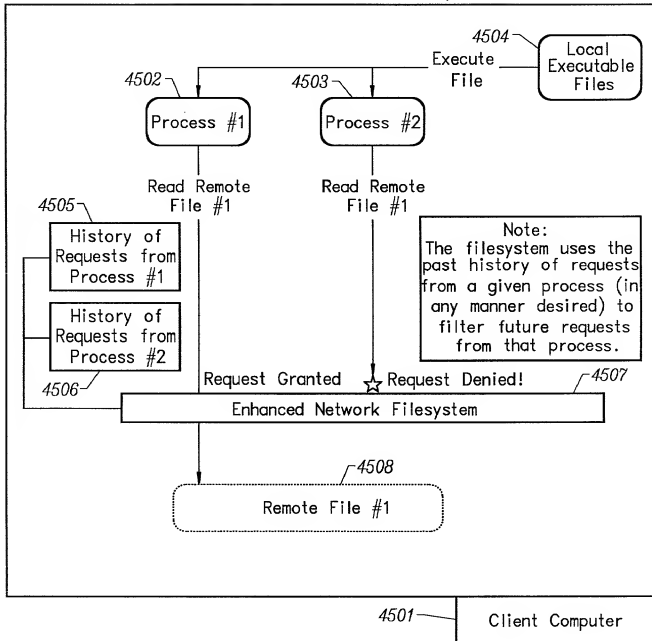 4504
Local
Executable
Files
Execute
File
4502
4503
Process #1
Process #2
Read Remote
File #1
Read Remote
File #1
4505
History of
Requests from
Process #1
History of
Requests from
Process #2
4506
Note:
The filesystem uses the
past history of requests
from a given process (in
any manner desired) to
filter future requests
from that process.
Request Granted
Request Denied!
4507
Enhanced Network Filesystem
4508
Remote File #1
4501
Client Computer